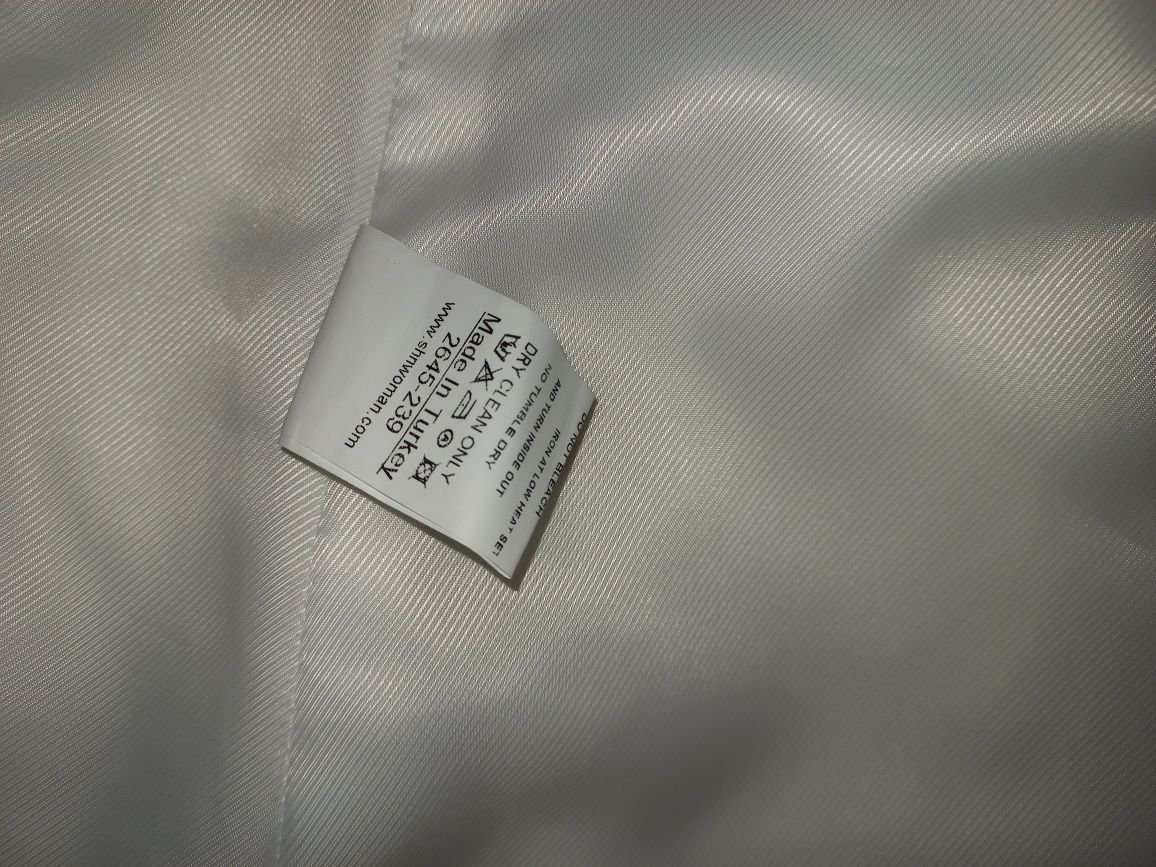 DO NOT BLEACH
IRON AT LOW HEAT SET
AND TURN INSIDE OUT
NO TUMBLE DRY
DRY CLEAN ONLY
Made In Turkey
2645-239
www.shnwoman.com